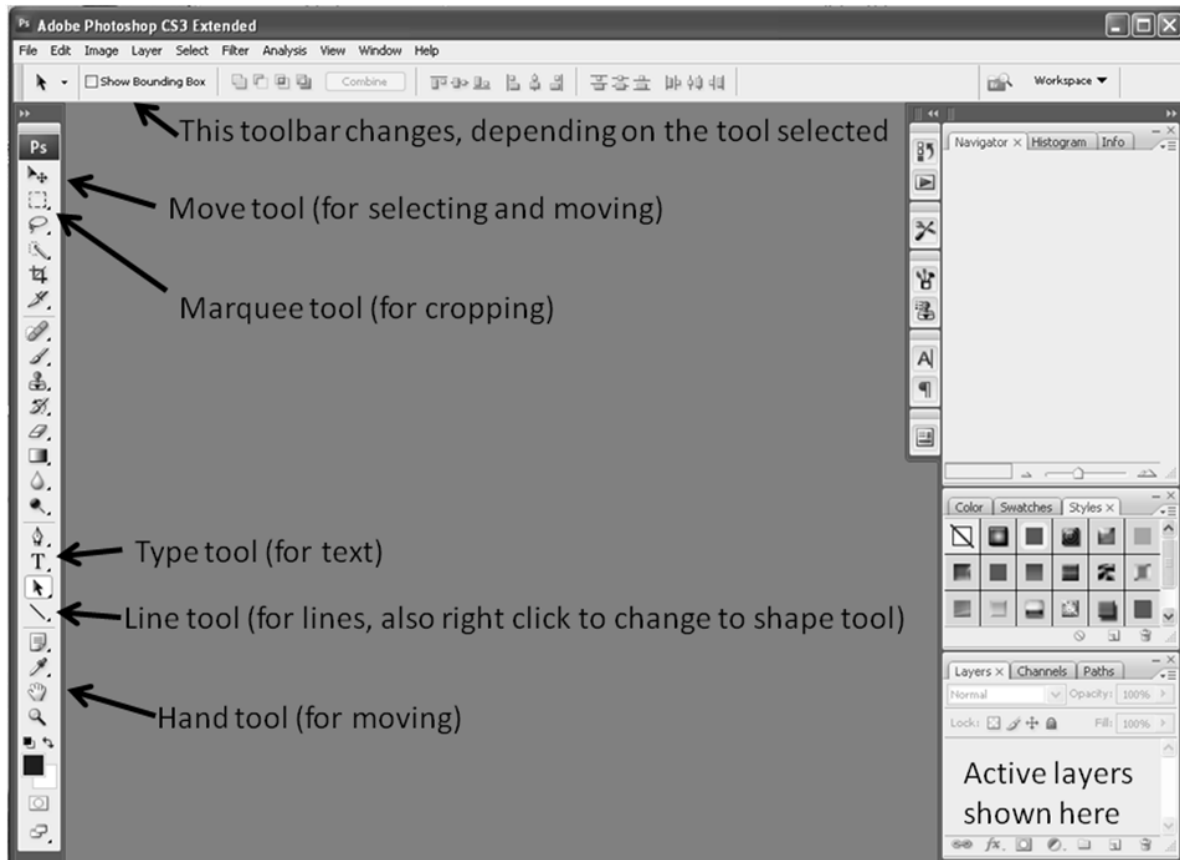 Ps Adobe Photoshop CS3 Extended
File Edit Image Layer Select Filter Analysis View Window Help
Show Bounding Box Combine Workspace
This toolbar changes, depending on the tool selected
Ps
Navigator Histogram Info
Move tool (for selecting and moving)
Marquee tool (for cropping)
A
T
Color Swatches Styles
Type tool (for text)
Line tool (for lines, also right click to change to shape tool)
Hand tool (for moving)
Layers Channels Paths
Normal Opacity: 100%
Lock: Fill: 100%
Active layers
shown here
fx.